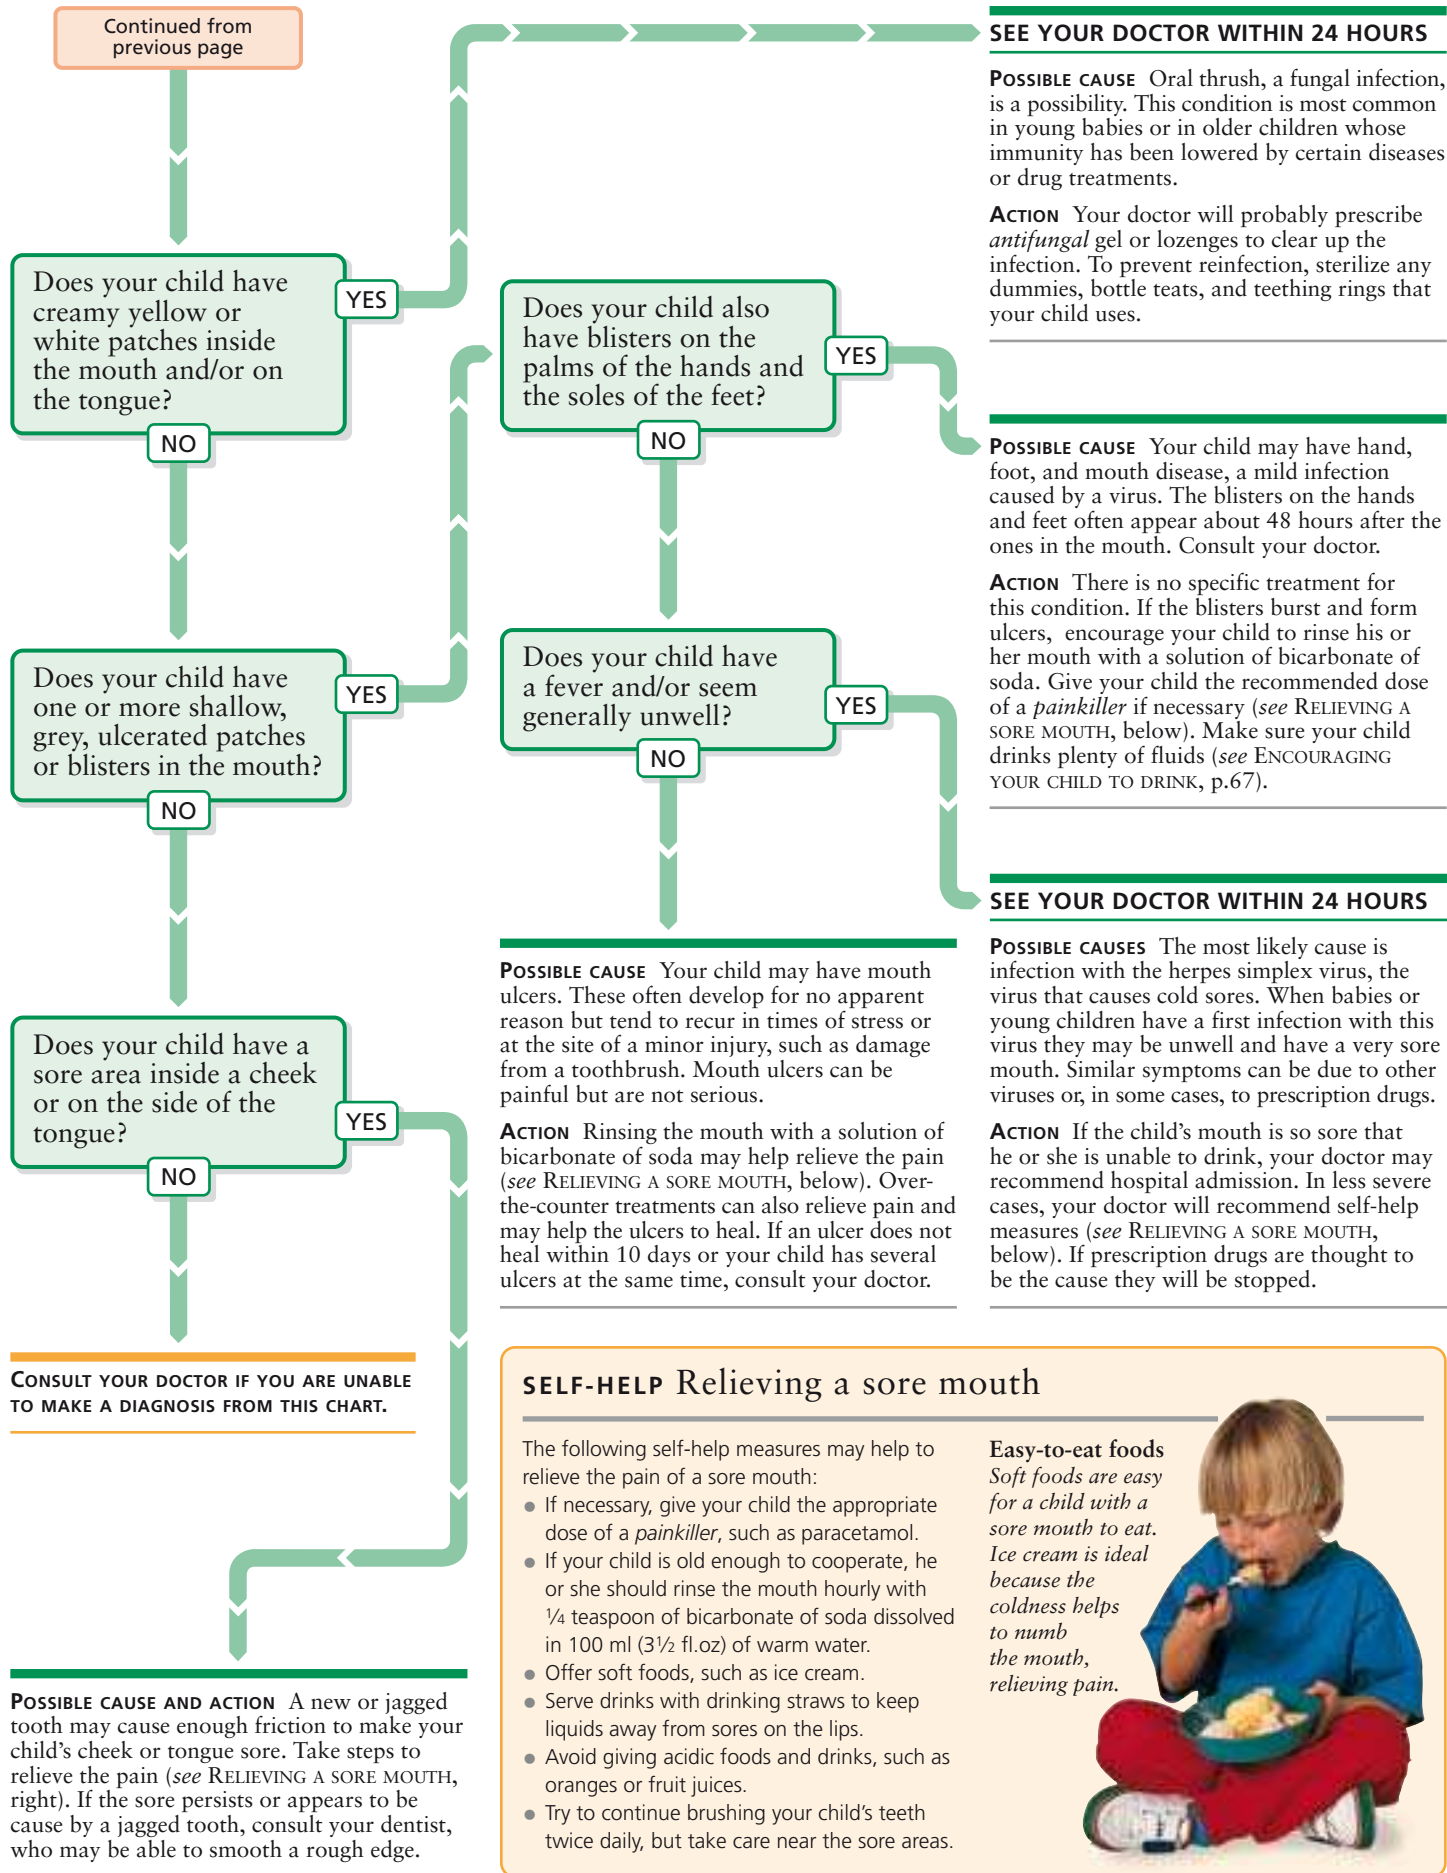 Continued from
previous page
Does your child have
creamy yellow or
white patches inside
the mouth and/or on
the tongue?
YES
NO
Does your child have
one or more shallow,
grey, ulcerated patches
or blisters in the mouth?
YES
NO
Does your child have a
sore area inside a cheek
or on the side of the
tongue?
YES
NO
CONSULT YOUR DOCTOR IF YOU ARE UNABLE
TO MAKE A DIAGNOSIS FROM THIS CHART.
POSSIBLE CAUSE AND ACTION A new or jagged
tooth may cause enough friction to make your
child's cheek or tongue sore. Take steps to
relieve the pain (see RELIEVING A SORE MOUTH,
right). If the sore persists or appears to be
cause by a jagged tooth, consult your dentist,
who may be able to smooth a rough edge.
Does your child also
have blisters on the
palms of the hands and
the soles of the feet?
YES
NO
Does your child have
a fever and/or seem
generally unwell?
YES
NO
POSSIBLE CAUSE Your child may have mouth
ulcers. These often develop for no apparent
reason but tend to recur in times of stress or
at the site of a minor injury, such as damage
from a toothbrush. Mouth ulcers can be
painful but are not serious.
ACTION Rinsing the mouth with a solution of
bicarbonate of soda may help relieve the pain
(see RELIEVING A SORE MOUTH, below). Over-
the-counter treatments can also relieve pain and
may help the ulcers to heal. If an ulcer does not
heal within 10 days or your child has several
ulcers at the same time, consult your doctor.
SEE YOUR DOCTOR WITHIN 24 HOURS
POSSIBLE CAUSE Oral thrush, a fungal infection,
is a possibility. This condition is most common
in young babies or in older children whose
immunity has been lowered by certain diseases
or drug treatments.
ACTION Your doctor will probably prescribe
antifungal gel or lozenges to clear up the
infection. To prevent reinfection, sterilize any
dummies, bottle teats, and teething rings that
your child uses.
POSSIBLE CAUSE Your child may have hand,
foot, and mouth disease, a mild infection
caused by a virus. The blisters on the hands
and feet often appear about 48 hours after the
ones in the mouth. Consult your doctor.
ACTION There is no specific treatment for
this condition. If the blisters burst and form
ulcers, encourage your child to rinse his or
her mouth with a solution of bicarbonate of
soda. Give your child the recommended dose
of a painkiller if necessary (see RELIEVING A
SORE MOUTH, below). Make sure your child
drinks plenty of fluids (see ENCOURAGING
YOUR CHILD TO DRINK, p.67).
SEE YOUR DOCTOR WITHIN 24 HOURS
POSSIBLE CAUSES The most likely cause is
infection with the herpes simplex virus, the
virus that causes cold sores. When babies or
young children have a first infection with this
virus they may be unwell and have a very sore
mouth. Similar symptoms can be due to other
viruses or, in some cases, to prescription drugs.
ACTION If the child's mouth is so sore that
he or she is unable to drink, your doctor may
recommend hospital admission. In less severe
cases, your doctor will recommend self-help
measures (see RELIEVING A SORE MOUTH,
below). If prescription drugs are thought to
be the cause they will be stopped.
SELF-HELP Relieving a sore mouth
The following self-help measures may help to
relieve the pain of a sore mouth:
● If necessary, give your child the appropriate
dose of a painkiller, such as paracetamol.
● If your child is old enough to cooperate, he
or she should rinse the mouth hourly with
¼ teaspoon of bicarbonate of soda dissolved
in 100 ml (3½ fl.oz) of warm water.
● Offer soft foods, such as ice cream.
● Serve drinks with drinking straws to keep
liquids away from sores on the lips.
● Avoid giving acidic foods and drinks, such as
oranges or fruit juices.
● Try to continue brushing your child's teeth
twice daily, but take care near the sore areas.
Easy-to-eat foods
Soft foods are easy
for a child with a
sore mouth to eat.
Ice cream is ideal
because the
coldness helps
to numb
the mouth,
relieving pain.